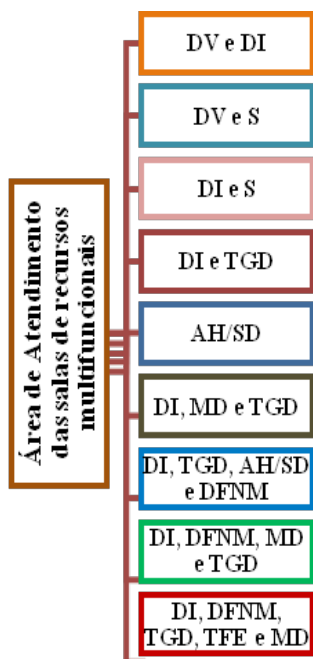 Área de Atendimento
das salas de recursos
multifuncionais
DV e DI
DV e S
DI e S
DI e TGD
AH/SD
DI, MD e TGD
DI, TGD, AH/SD
e DFNM
DI, DFNM, MD
e TGD
DI, DFNM,
TGD, TFE e MD